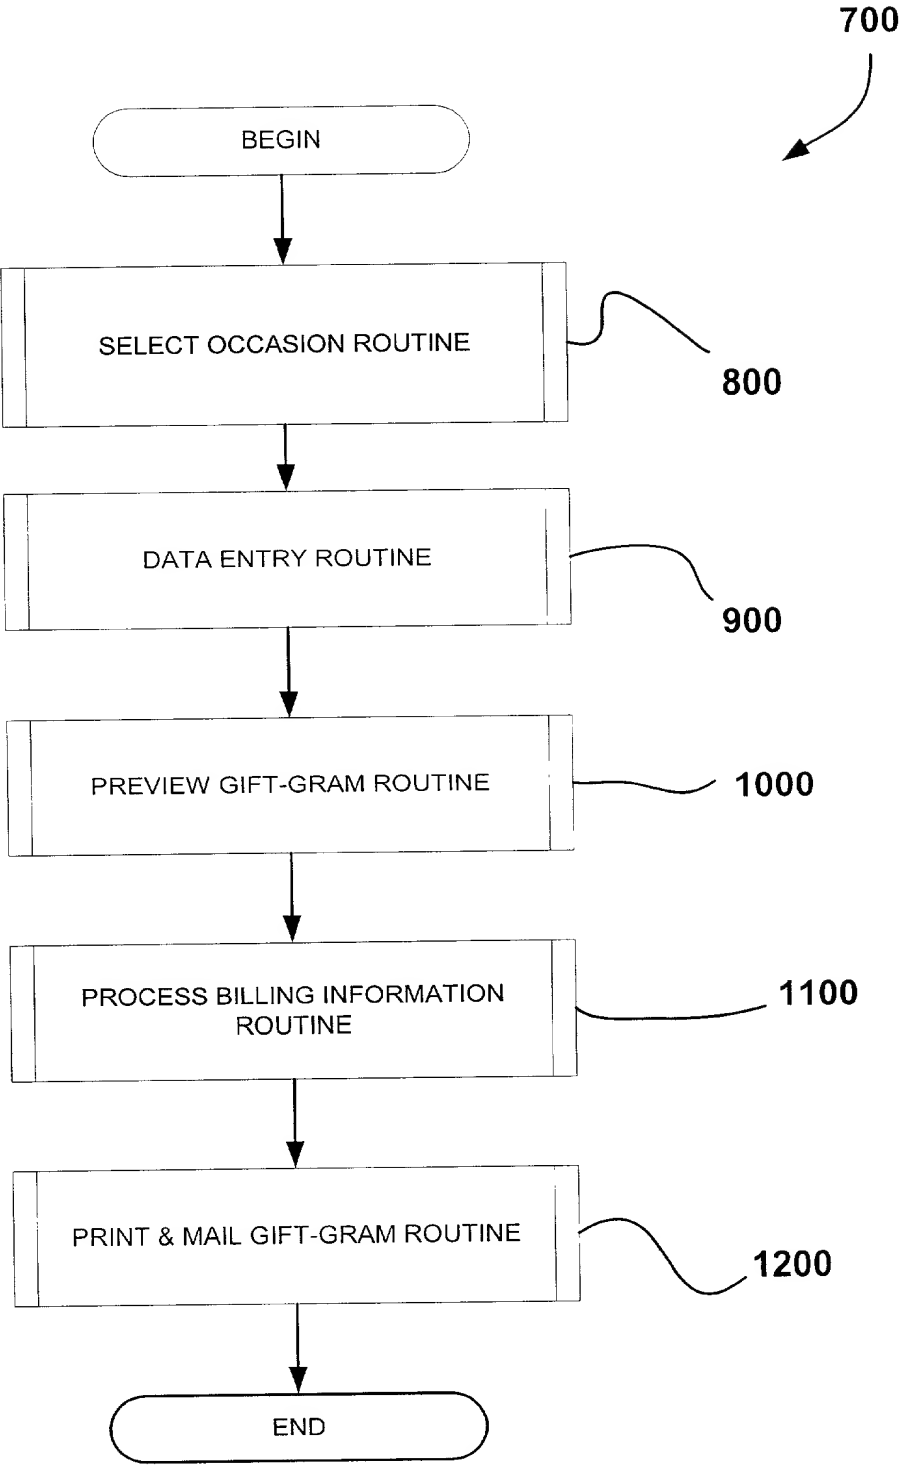 700
BEGIN
SELECT OCCASION ROUTINE
800
DATA ENTRY ROUTINE
900
PREVIEW GIFT-GRAM ROUTINE
1000
PROCESS BILLING INFORMATION
ROUTINE
1100
PRINT & MAIL GIFT-GRAM ROUTINE
1200
END